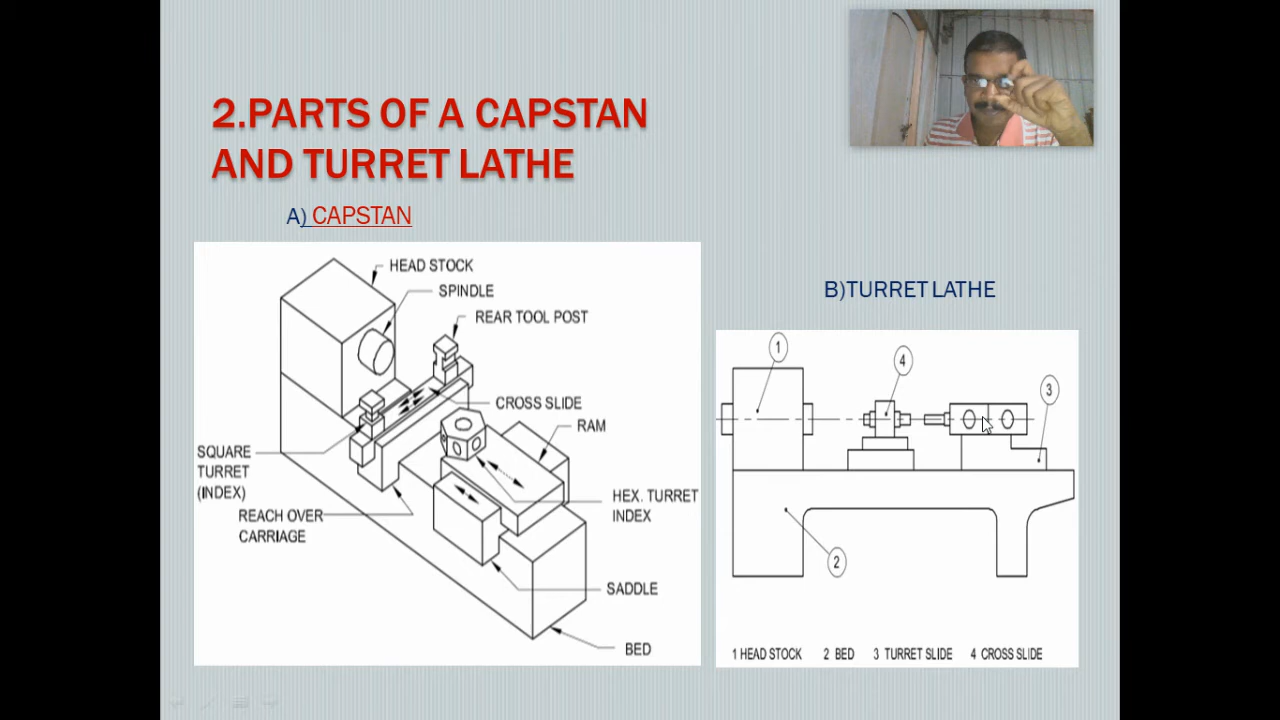 2.PARTS OF A CAPSTAN
AND TURRET LATHE
A) CAPSTAN
HEAD STOCK
SPINDLE
REAR TOOL POST
CROSS SLIDE
RAM
SQUARE
TURRET
(INDEX)
HEX. TURRET
INDEX
REACH OVER
CARRIAGE
SADDLE
BED
B)TURRET LATHE
1
4
3
2
1 HEAD STOCK 2 BED 3 TURRET SLIDE 4 CROSS SLIDE